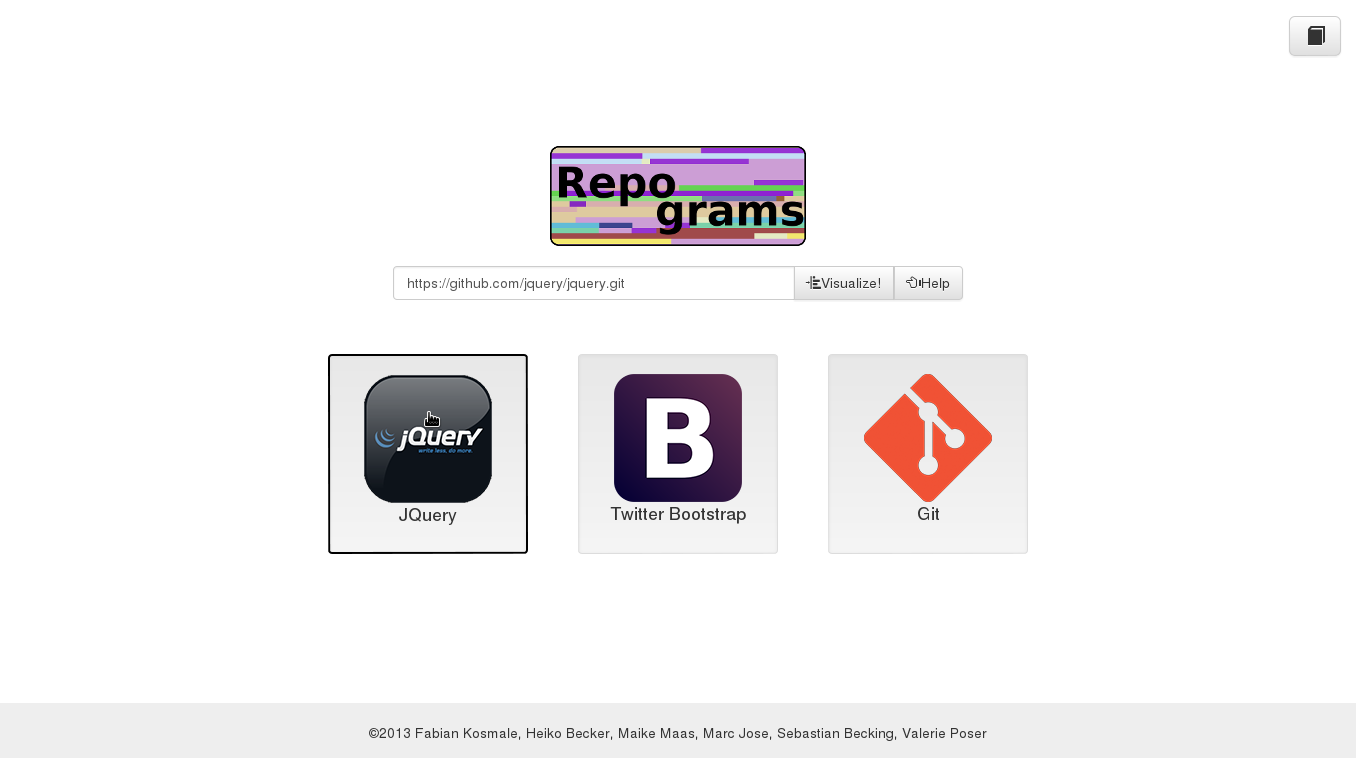 Repo
grams
https://github.com/jquery/jquery.git Visualize! Help
jQuery
write less, do more.
B
JQuery
Twitter Bootstrap
Git
©2013 Fabian Kosmale, Heiko Becker, Maike Maas, Marc Jose, Sebastian Becking, Valerie Poser